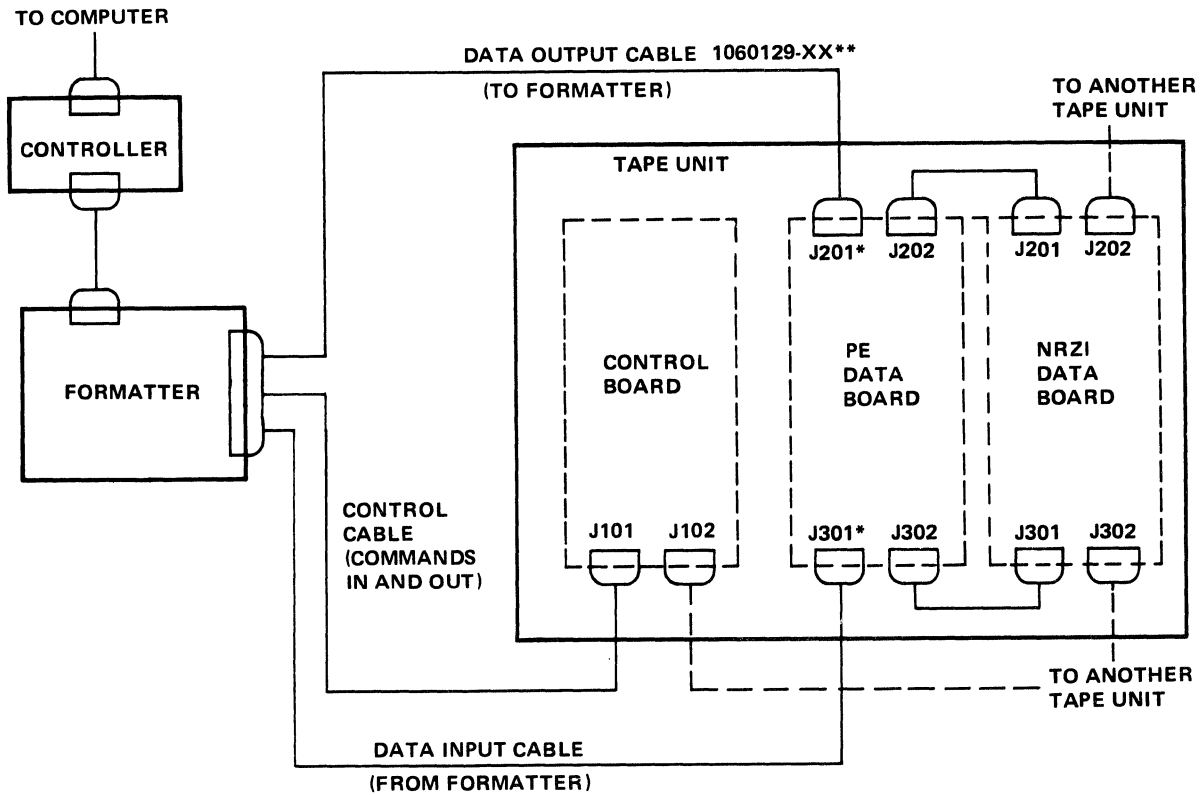 TO COMPUTER
CONTROLLER
FORMATTER
DATA OUTPUT CABLE 1060129-XX**
(TO FORMATTER)
TO ANOTHER
TAPE UNIT
TAPE UNIT
J201*
J202
J201
J202
CONTROL
BOARD
PE
DATA
BOARD
NRZI
DATA
BOARD
J101
J102
J301*
J302
J301
J302
CONTROL
CABLE
(COMMANDS
IN AND OUT)
TO ANOTHER
TAPE UNIT
DATA INPUT CABLE
(FROM FORMATTER)